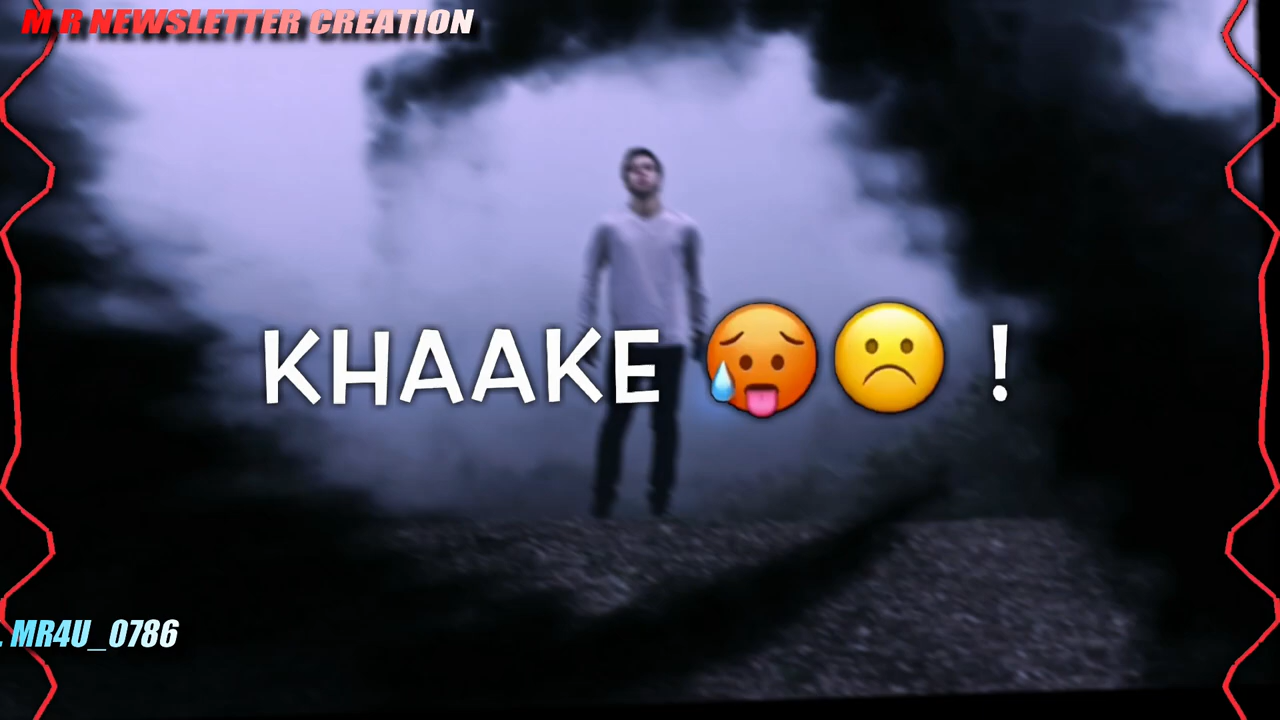 M R NEWSLETTER CREATION
KHAAKE 🥵☹️ !
. MR4U_0786